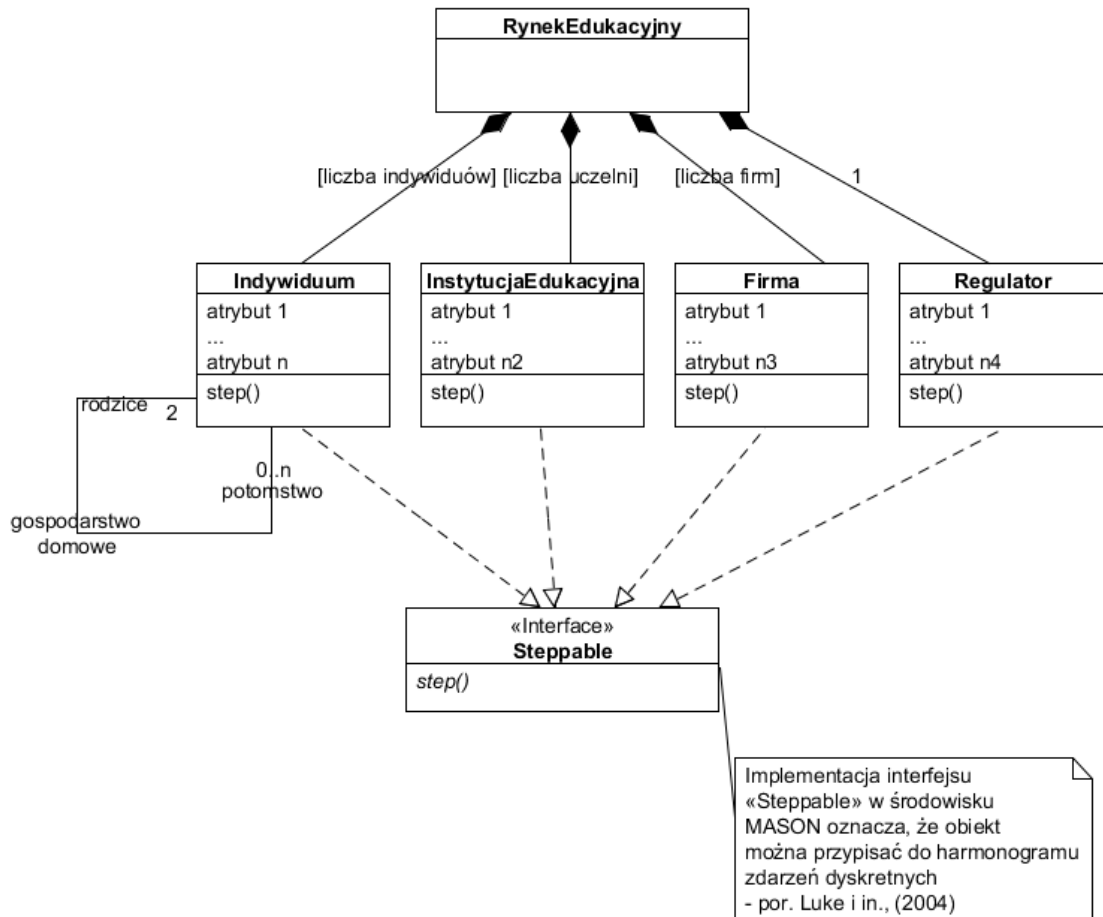 RynekEdukacyjny
[liczba indywiduów]
[liczba uczelni]
[liczba firm]
1
Indywiduum
atrybut 1
...
atrybut n
step()
InstytucjaEdukacyjna
atrybut 1
...
atrybut n2
step()
Firma
atrybut 1
...
atrybut n3
step()
Regulator
atrybut 1
...
atrybut n4
step()
rodzice
2
0..n
potomstwo
gospodarstwo
domowe
«Interface»
Steppable
step()
Implementacja interfejsu
«Steppable» w środowisku
MASON oznacza, że obiekt
można przypisać do harmonogramu
zdarzeń dyskretnych
- por. Luke i in., (2004)